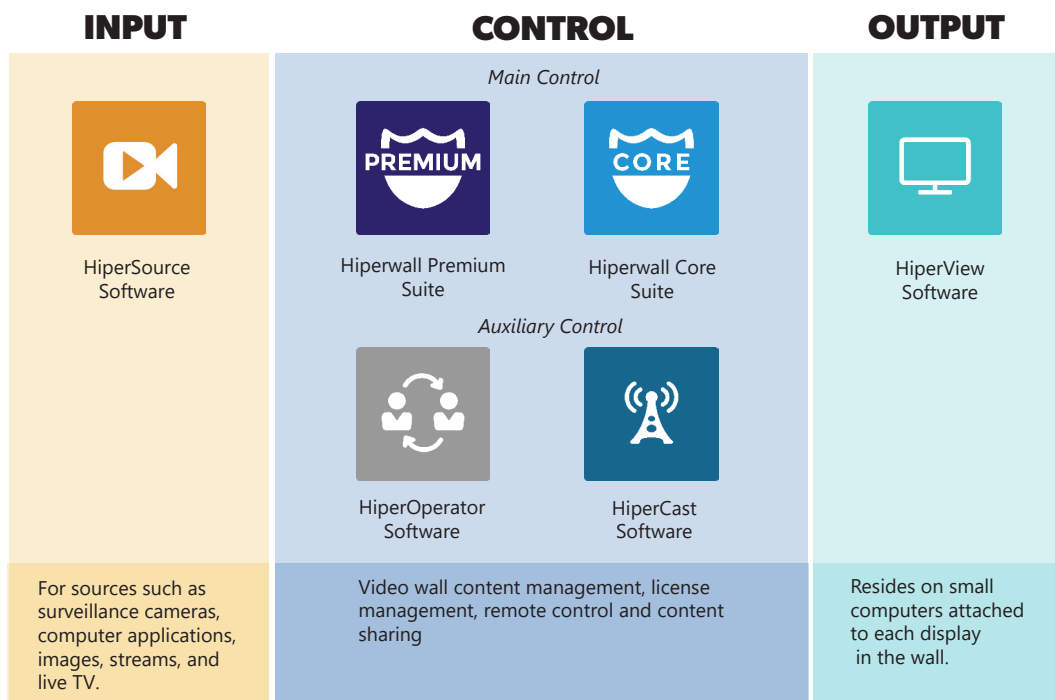 INPUT
CONTROL
OUTPUT
Main Control
PREMIUM
CORE
HiperSource
Software
Hiperwall Premium
Suite
Hiperwall Core
Suite
HiperView
Software
Auxiliary Control
HiperOperator
Software
HiperCast
Software
For sources such as
surveillance cameras,
computer applications,
images, streams, and
live TV.
Video wall content management, license
management, remote control and content
sharing
Resides on small
computers attached
to each display
in the wall.